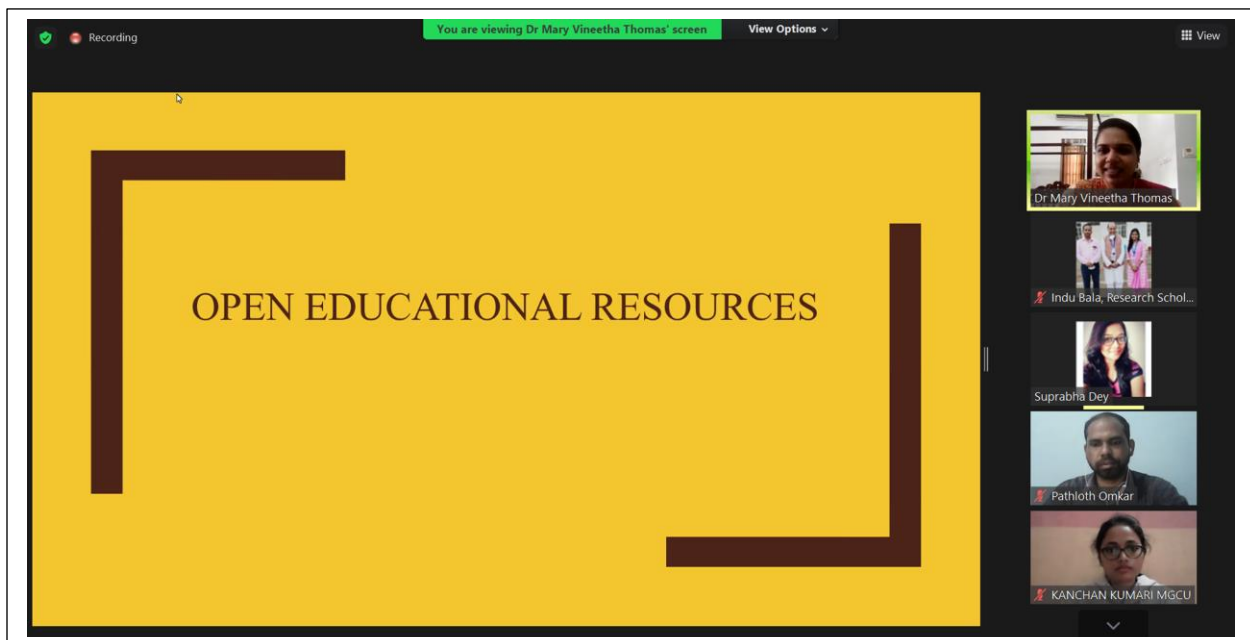 Recording
You are viewing Dr Mary Vineetha Thomas' screen
View Options
View
OPEN EDUCATIONAL RESOURCES
Dr Mary Vineetha Thomas
Indu Bala, Research Schol...
Suprabha Dey
Pathloth Omkar
KANCHAN KUMARI MGCU